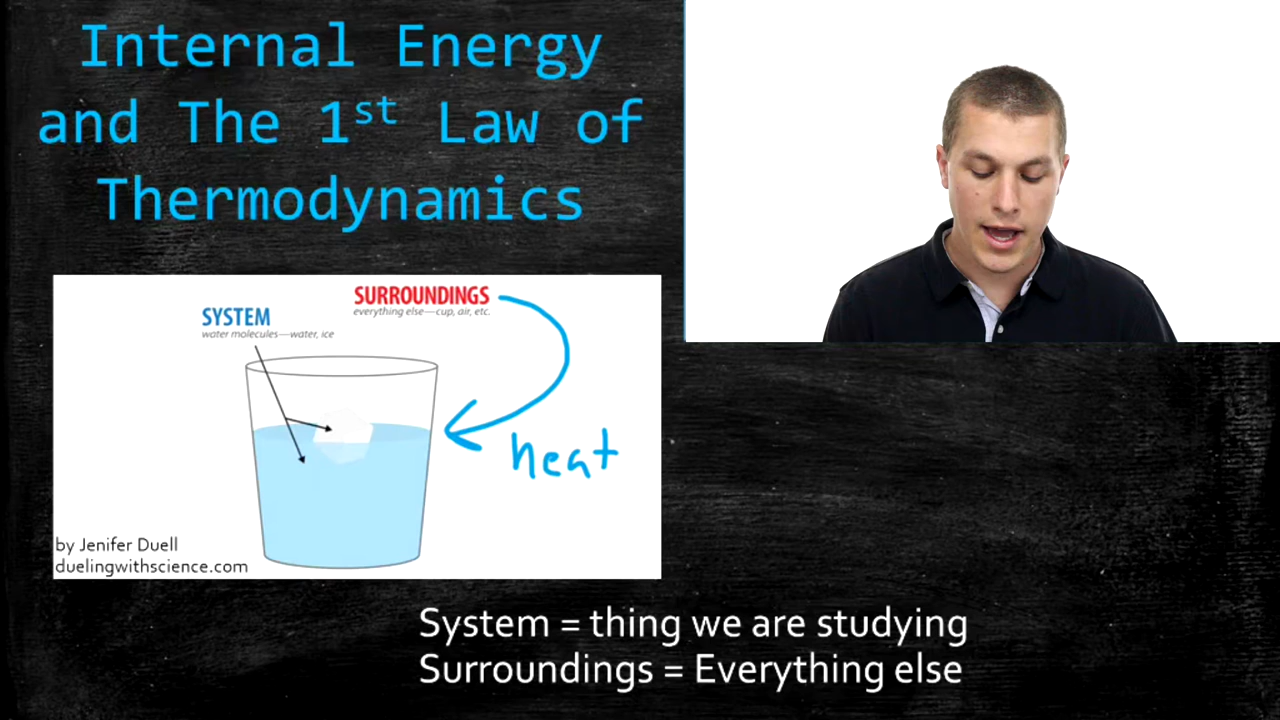 Internal Energy
and The 1st Law of
Thermodynamics
SURROUNDINGS
everything else—cup, air, etc.
SYSTEM
water molecules—water, ice
heat
by Jenifer Duell
duelingwithscience.com
System = thing we are studying
Surroundings = Everything else